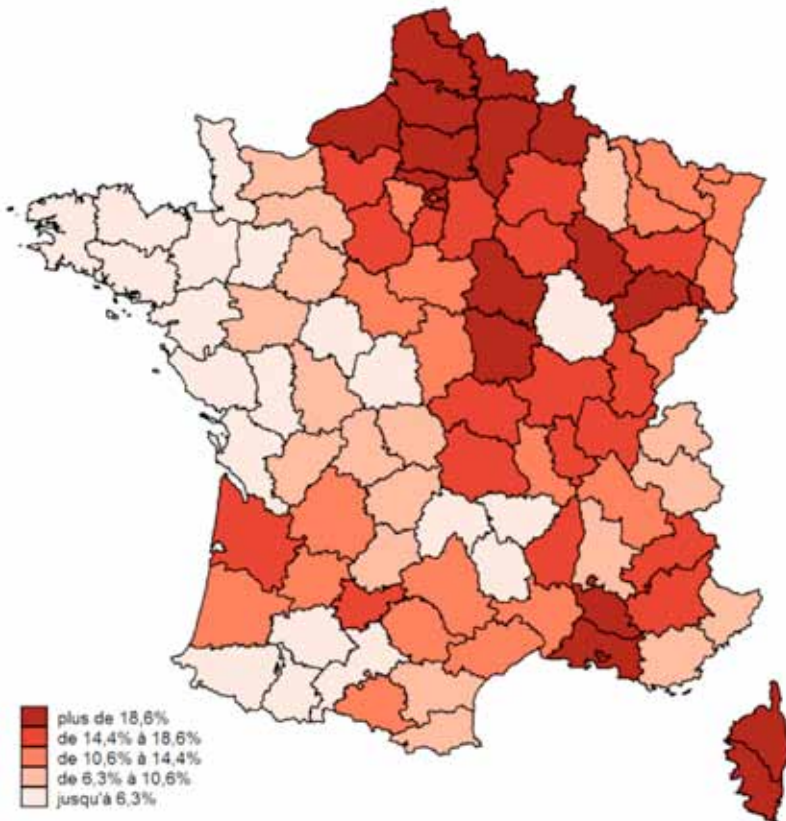 plus de 18,6%
de 14,4% à 18,6%
de 10,6% à 14,4%
de 6,3% à 10,6%
jusqu'à 6,3%